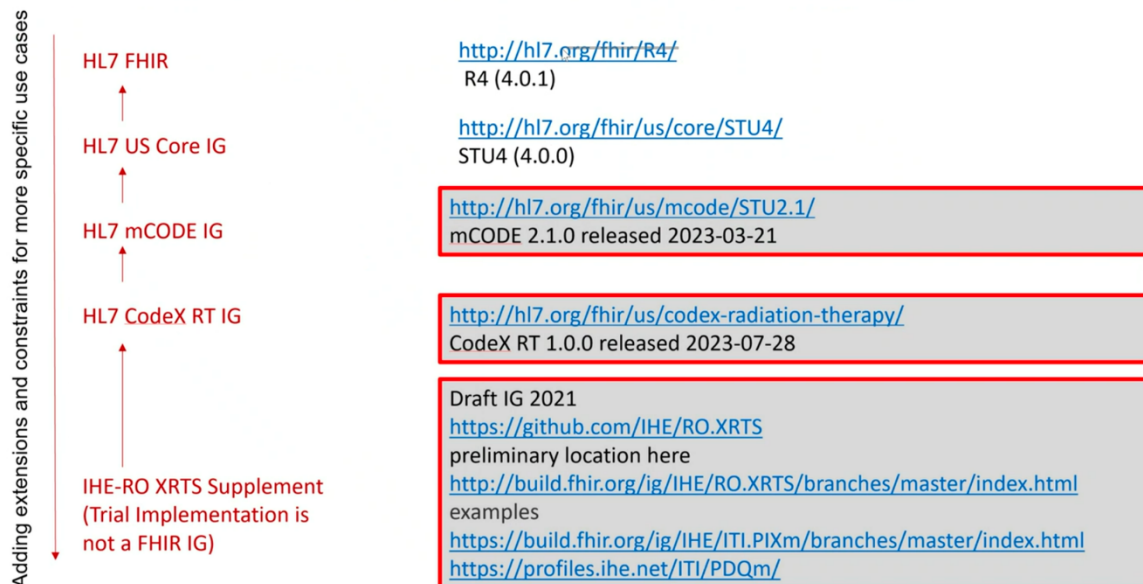 Adding extensions and constraints for more specific use cases
HL7 FHIR
http://hl7.org/fhir/R4/
R4 (4.0.1)
HL7 US Core IG
http://hl7.org/fhir/us/core/STU4/
STU4 (4.0.0)
HL7 mCODE IG
http://hl7.org/fhir/us/mcode/STU2.1/
mCODE 2.1.0 released 2023-03-21
HL7 CodeX RT IG
http://hl7.org/fhir/us/codex-radiation-therapy/
CodeX RT 1.0.0 released 2023-07-28
IHE-RO XRTS Supplement
(Trial Implementation is
not a FHIR IG)
Draft IG 2021
https://github.com/IHE/RO.XRTS
preliminary location here
http://build.fhir.org/ig/IHE/RO.XRTS/branches/master/index.html
examples
https://build.fhir.org/ig/IHE/ITI.PIXm/branches/master/index.html
https://profiles.ihe.net/ITI/PDQm/